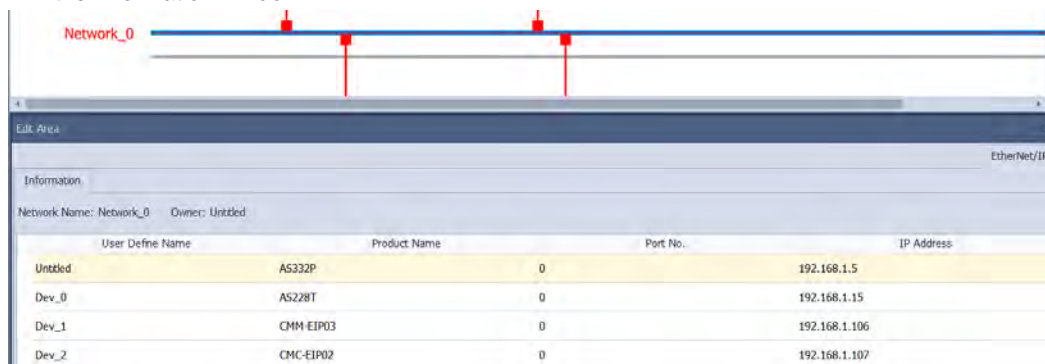 Network_0
Edit Area
Information
Network Name: Network_0 Owner: Untitled
User Define Name Product Name Port No. IP Address
Untitled AS332P 0 192.168.1.5
Dev_0 AS228T 0 192.168.1.15
Dev_1 CMM-EIP03 0 192.168.1.106
Dev_2 CMC-EIP02 0 192.168.1.107